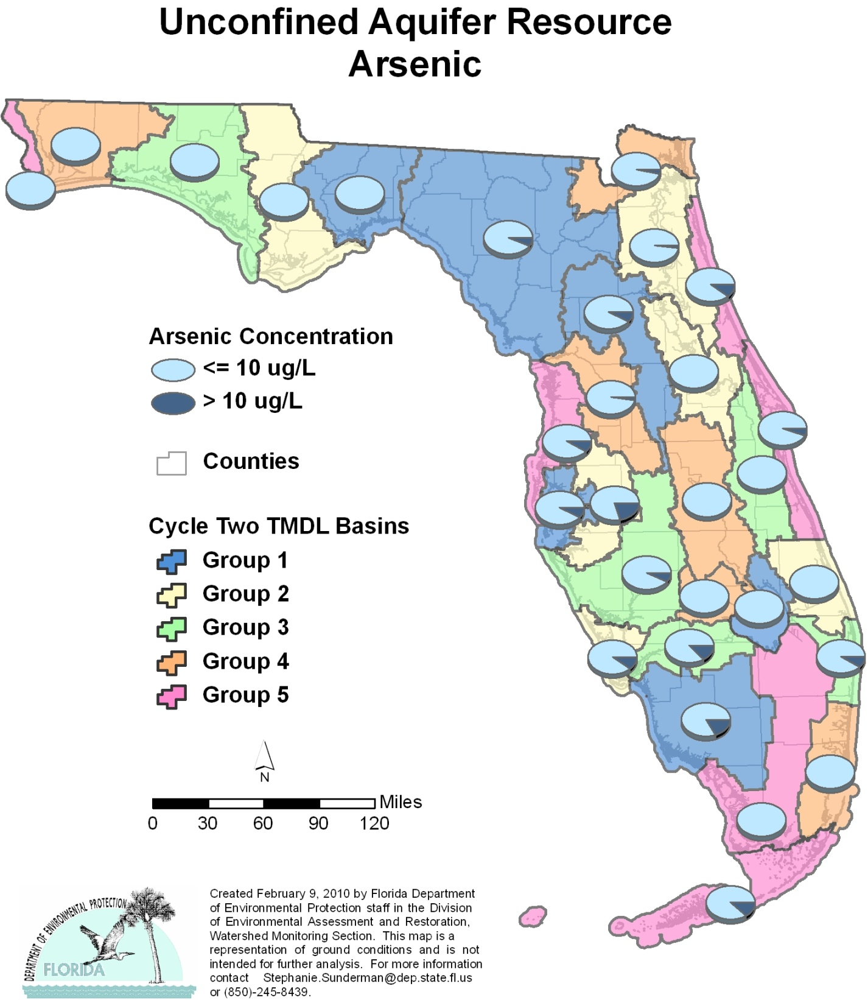 Unconfined Aquifer Resource
Arsenic
Arsenic Concentration
<= 10 ug/L
> 10 ug/L
Counties
Cycle Two TMDL Basins
Group 1
Group 2
Group 3
Group 4
Group 5
N
Miles
0 30 60 90 120
DEPARTMENT OF ENVIRONMENTAL PROTECTION
FLORIDA
Created February 9, 2010 by Florida Department
of Environmental Protection staff in the Division
of Environmental Assessment and Restoration,
Watershed Monitoring Section. This map is a
representation of ground conditions and is not
intended for further analysis. For more information
contact Stephanie.Sunderman@dep.state.fl.us
or (850)-245-8439.